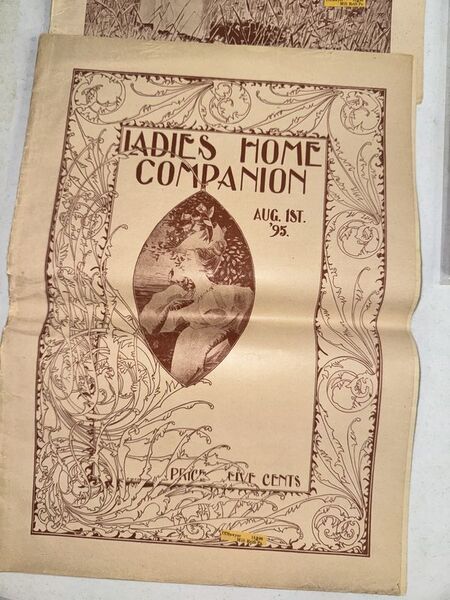 LADIES HOME
COMPANION
AUG. 1ST.
'95.
PRICE FIVE CENTS